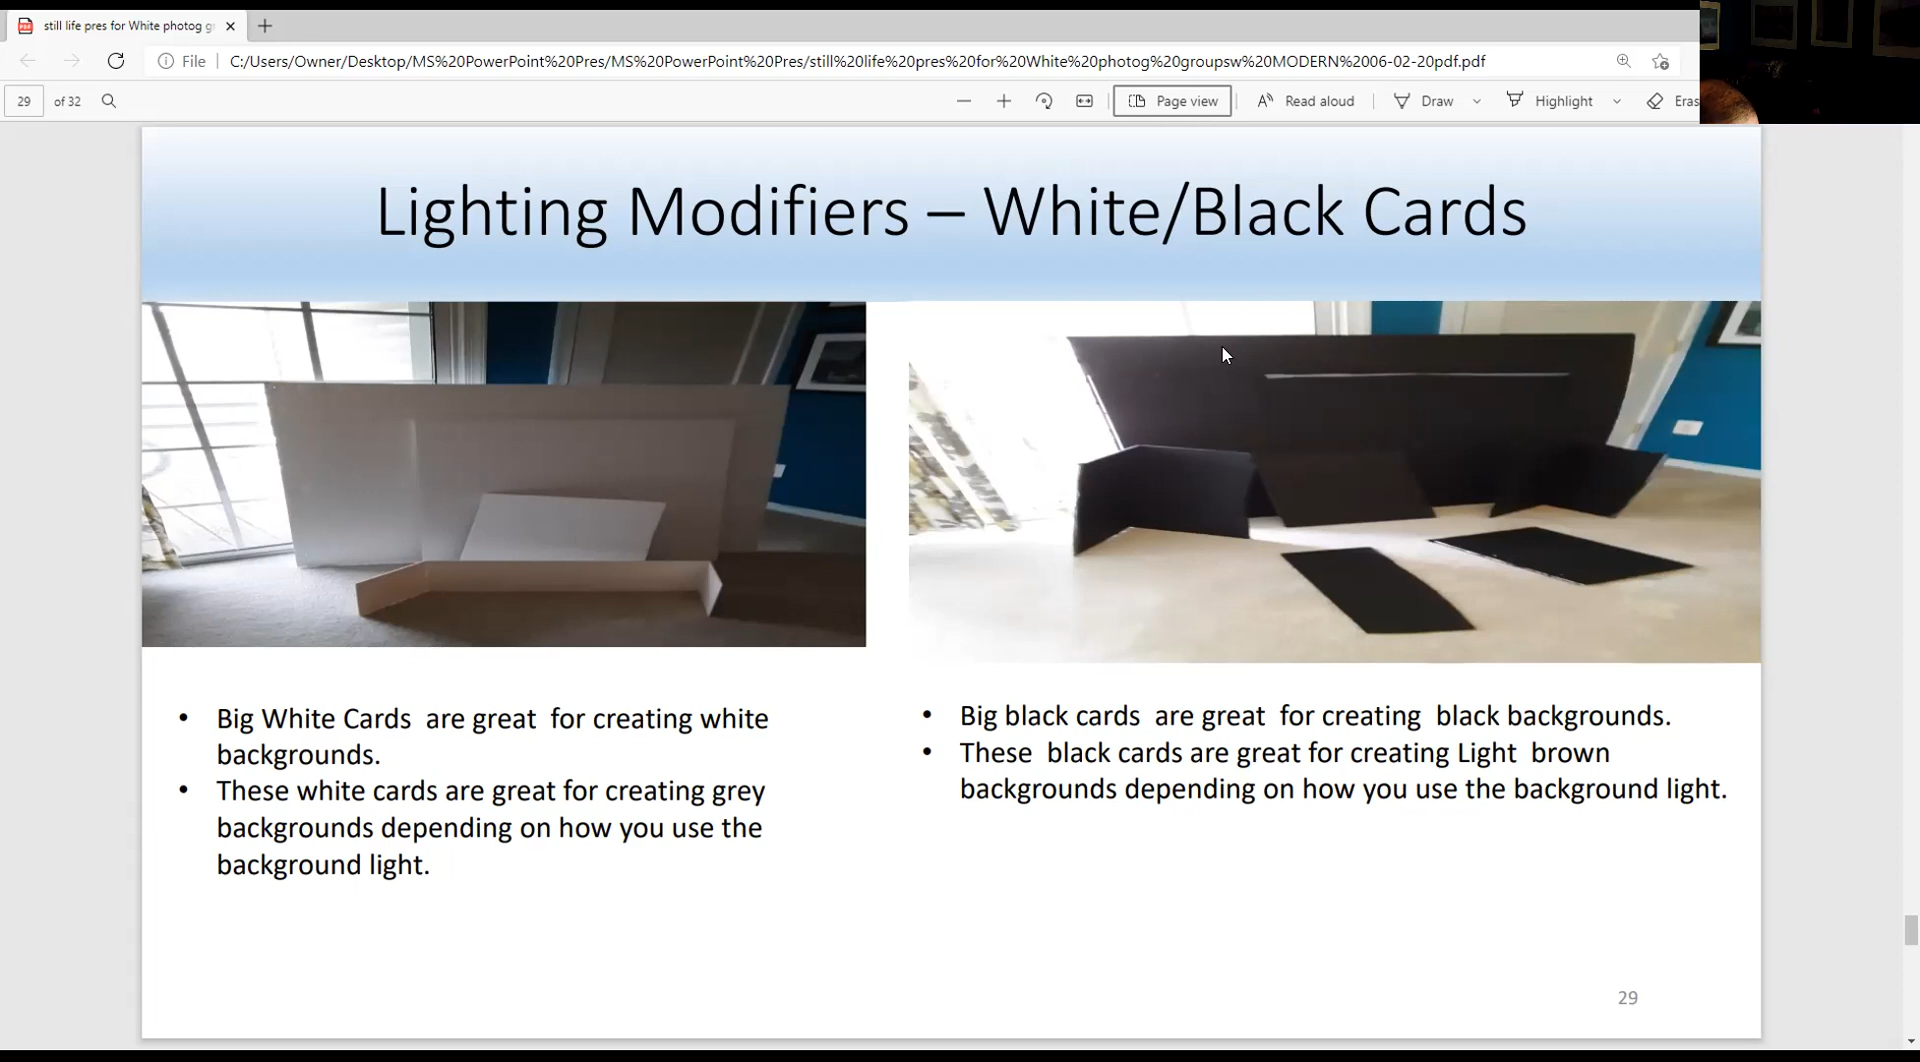 still life pres for White photog g
File C:/Users/Owner/Desktop/MS%20PowerPoint%20Pres/MS%20PowerPoint%20Pres/still%20life%20pres%20for%20White%20photog%20groupsw%20MODERN%2006-02-20pdf.pdf
29 of 32 Page view Read aloud Draw Highlight Eras
Lighting Modifiers – White/Black Cards
• Big White Cards are great for creating white
backgrounds.
• These white cards are great for creating grey
backgrounds depending on how you use the
background light.
• Big black cards are great for creating black backgrounds.
• These black cards are great for creating Light brown
backgrounds depending on how you use the background light.
29